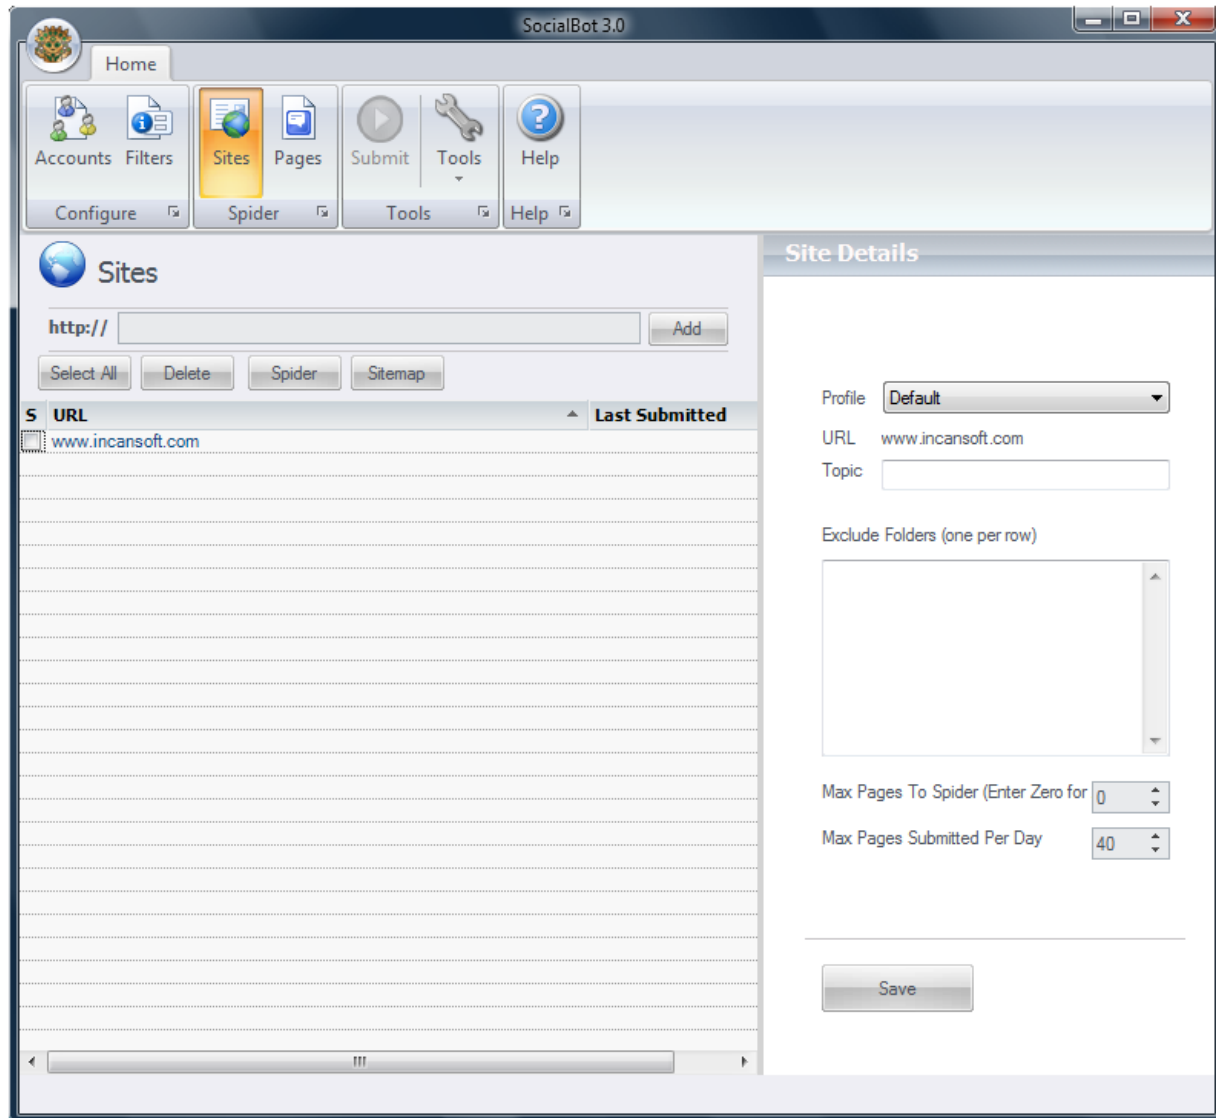 SocialBot 3.0
Home
Accounts Filters Sites Pages Submit Tools Help
Configure Spider Tools Help
Sites
http:// Add
Select All Delete Spider Sitemap
S URL Last Submitted
www.incansoft.com
Site Details
Profile Default
URL www.incansoft.com
Topic
Exclude Folders (one per row)
Max Pages To Spider (Enter Zero for 0
Max Pages Submitted Per Day 40
Save